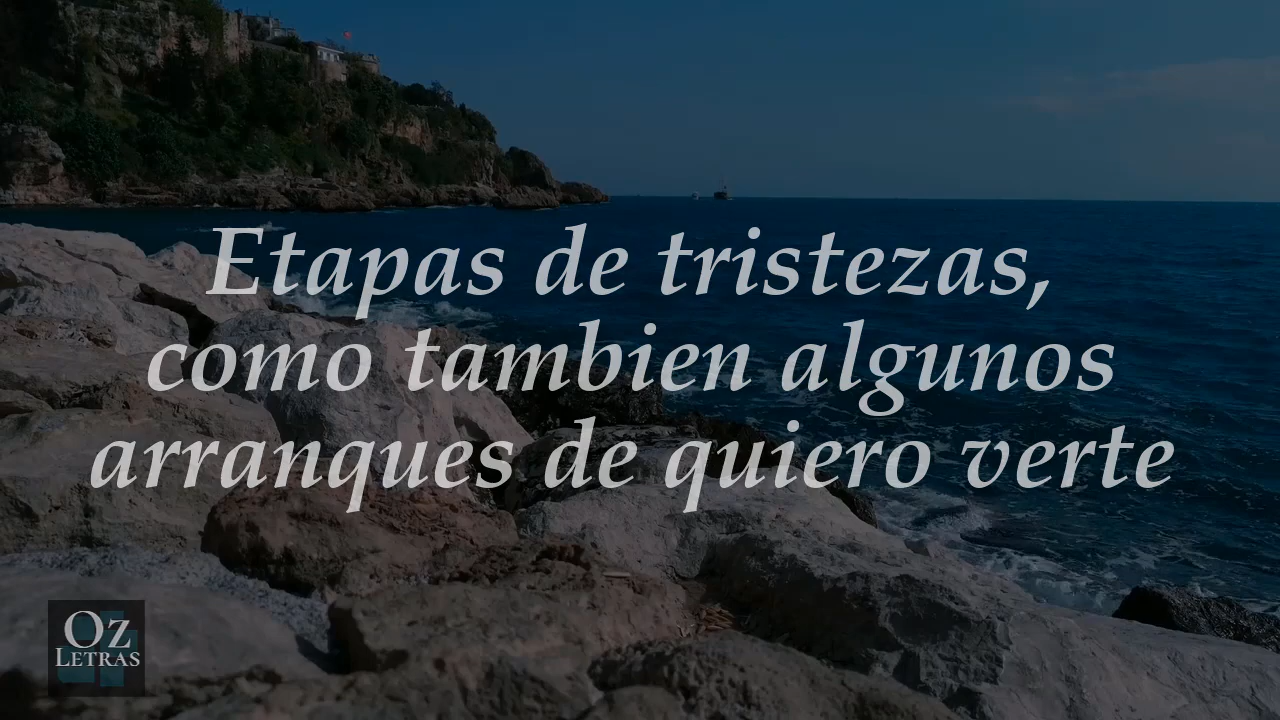 Etapas de tristezas,
como tambien algunos
arranques de quiero verte
Oz
Letras